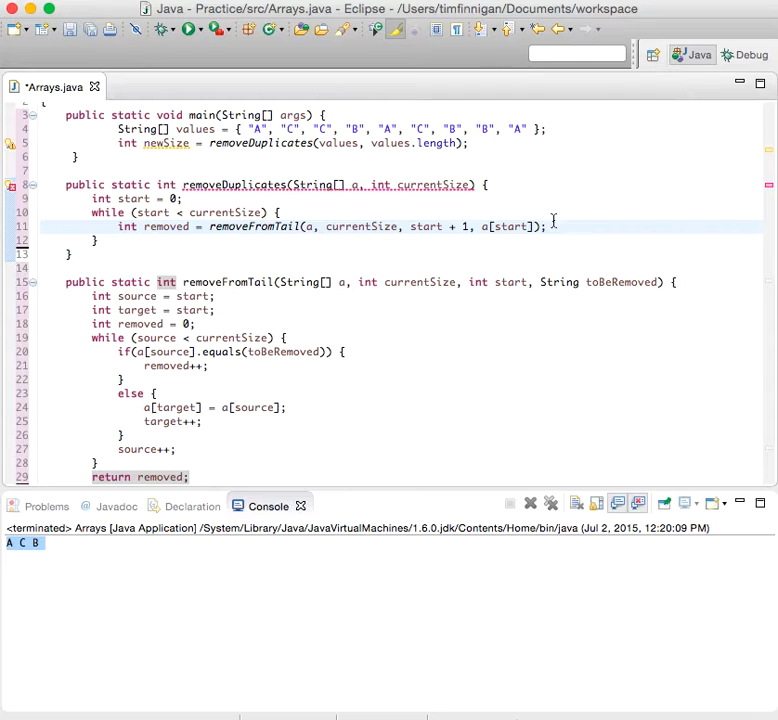 Java - Practice/src/Arrays.java - Eclipse - /Users/timfinnigan/Documents/workspace
Java
Debug
*Arrays.java
2 {
3 public static void main(String[] args) {
4 String[] values = { "A", "C", "C", "B", "A", "C", "B", "B", "A" };
5 int newSize = removeDuplicates(values, values.length);
6 }
7
8 public static int removeDuplicates(String[] a, int currentSize) {
9 int start = 0;
10 while (start < currentSize) {
11 int removed = removeFromTail(a, currentSize, start + 1, a[start]);
12 }
13 }
14
15 public static int removeFromTail(String[] a, int currentSize, int start, String toBeRemoved) {
16 int source = start;
17 int target = start;
18 int removed = 0;
19 while (source < currentSize) {
20 if(a[source].equals(toBeRemoved)) {
21 removed++;
22 }
23 else {
24 a[target] = a[source];
25 target++;
26 }
27 source++;
28 }
29 return removed;
Problems
@ Javadoc
Declaration
Console
<terminated> Arrays [Java Application] /System/Library/Java/JavaVirtualMachines/1.6.0.jdk/Contents/Home/bin/java (Jul 2, 2015, 12:20:09 PM)
A C B